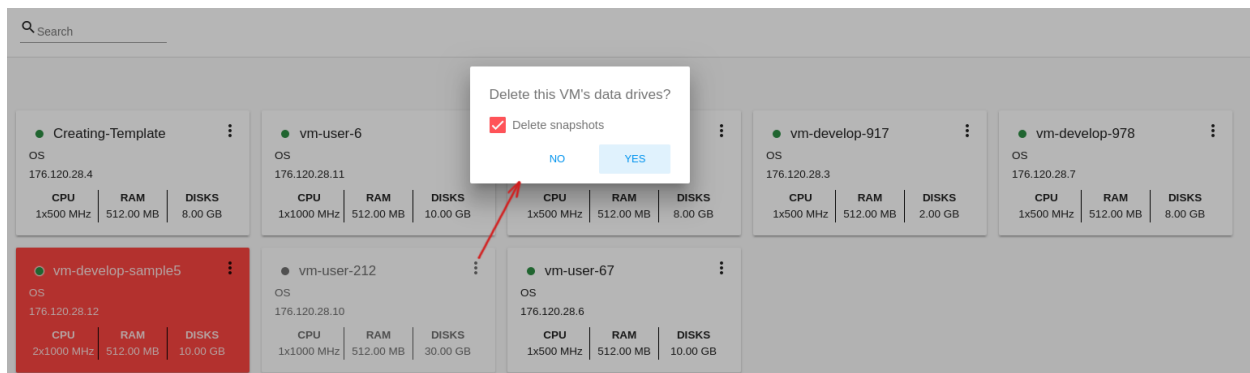 Search
Delete this VM's data drives?
Delete snapshots
NO YES
Creating-Template
OS
176.120.28.4
CPU RAM DISKS
1x500 MHz 512.00 MB 8.00 GB
vm-user-6
OS
176.120.28.11
CPU RAM DISKS
1x1000 MHz 512.00 MB 10.00 GB
CPU RAM DISKS
1x500 MHz 512.00 MB 8.00 GB
vm-develop-917
OS
176.120.28.3
CPU RAM DISKS
1x500 MHz 512.00 MB 2.00 GB
vm-develop-978
OS
176.120.28.7
CPU RAM DISKS
1x500 MHz 512.00 MB 8.00 GB
vm-develop-sample5
OS
176.120.28.12
CPU RAM DISKS
2x1000 MHz 512.00 MB 10.00 GB
vm-user-212
OS
176.120.28.10
CPU RAM DISKS
1x1000 MHz 512.00 MB 30.00 GB
vm-user-67
OS
176.120.28.6
CPU RAM DISKS
1x500 MHz 512.00 MB 10.00 GB